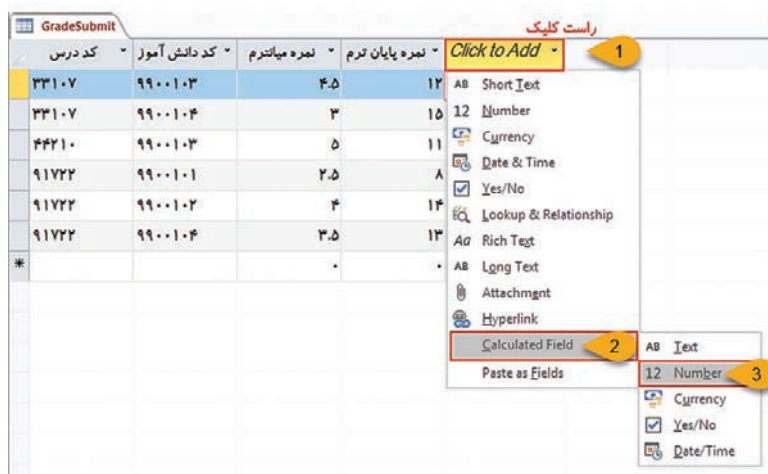 راست کلیک
GradeSubmit
کد درس کد دانش آموز نمره میانترم نمره پایان ترم Click to Add 1
۳۳۱۰۷ ۹۹۰۰۱۰۳ ۴.۵ ۱۲
۳۳۱۰۷ ۹۹۰۰۱۰۴ ۳ ۱۵
۴۴۲۱۰ ۹۹۰۰۱۰۳ ۵ ۱۱
۹۱۷۲۲ ۹۹۰۰۱۰۱ ۲.۵ ۸
۹۱۷۲۲ ۹۹۰۰۱۰۲ ۴ ۱۴
۹۱۷۲۲ ۹۹۰۰۱۰۴ ۳.۵ ۱۳
* ۰ ۰
AB Short Text
12 Number
Currency
Date & Time
Yes/No
Lookup & Relationship
Aa Rich Text
AB Long Text
Attachment
Hyperlink
Calculated Field 2
Paste as Fields
AB Text
12 Number 3
Currency
Yes/No
Date/Time